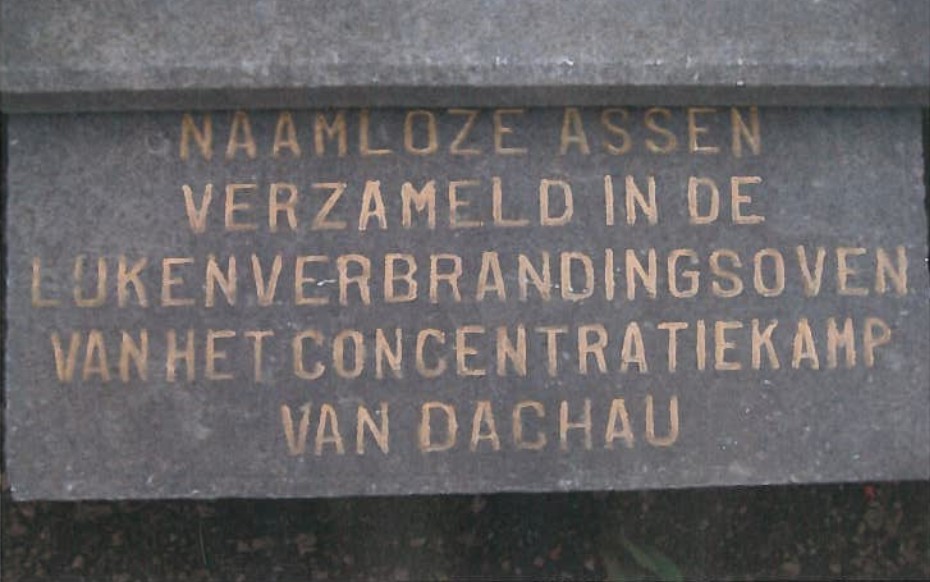 NAAMLOZE ASSEN
VERZAMELD IN DE
LIJKENVERBRANDINGSOVEN
VAN HET CONCENTRATIEKAMP
VAN DACHAU